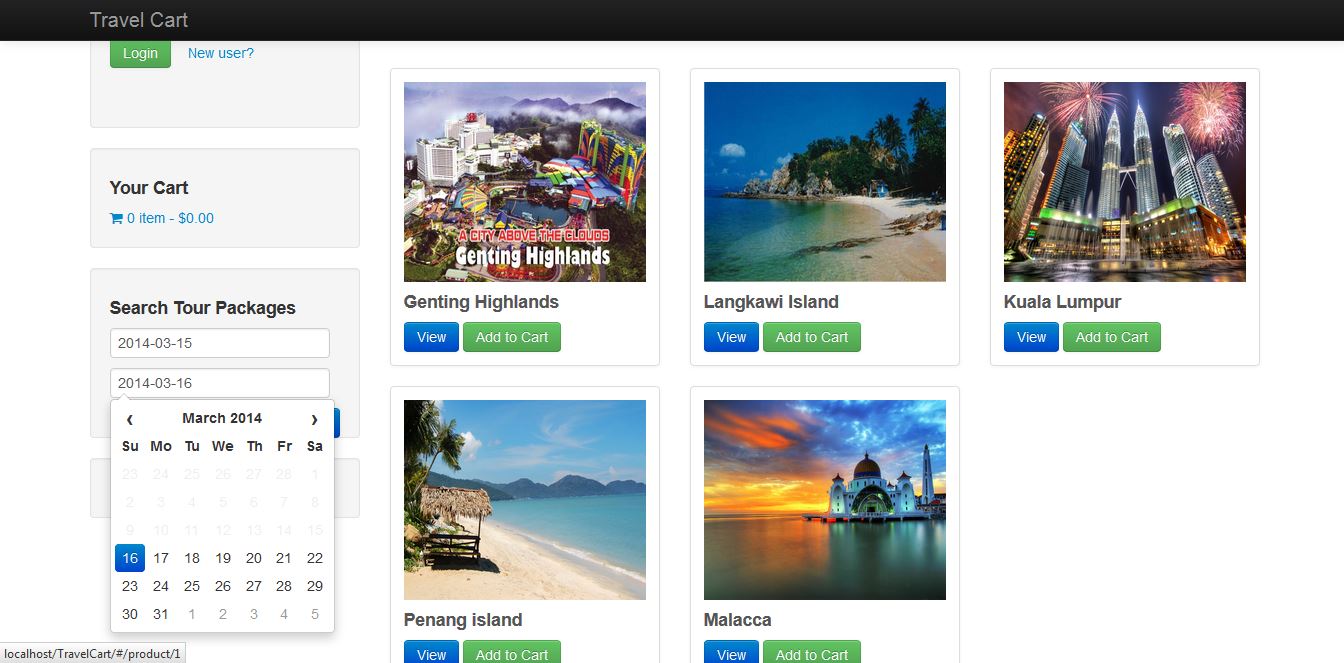 Travel Cart
Login New user?
Your Cart
0 item - $0.00
Search Tour Packages
2014-03-15
2014-03-16
‹ March 2014 ›
Su Mo Tu We Th Fr Sa
23 24 25 26 27 28 1
2 3 4 5 6 7 8
9 10 11 12 13 14 15
16 17 18 19 20 21 22
23 24 25 26 27 28 29
30 31 1 2 3 4 5
A CITY ABOVE THE CLOUDS
Genting Highlands
Genting Highlands
View Add to Cart
Langkawi Island
View Add to Cart
Kuala Lumpur
View Add to Cart
Penang island
View Add to Cart
Malacca
View Add to Cart
localhost/TravelCart/#/product/1